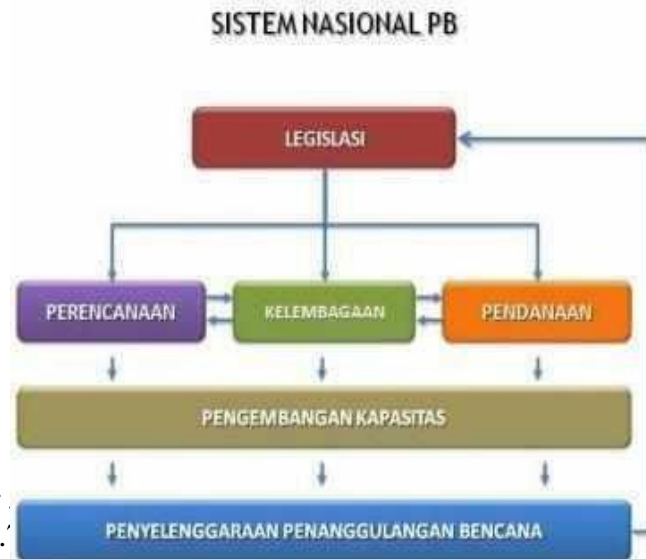 SISTEM NASIONAL PB
LEGISLASI
PERENCANAAN
KELEMBAGAAN
PENDANAAN
PENGEMBANGAN KAPASITAS
PENYELENGGARAAN PENANGGULANGAN BENCANA